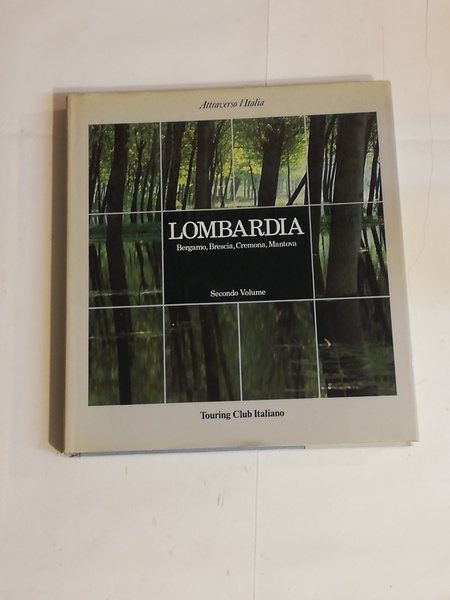 Attraverso l'Italia
LOMBARDIA
Bergamo, Brescia, Cremona, Mantova
Secondo Volume
Touring Club Italiano